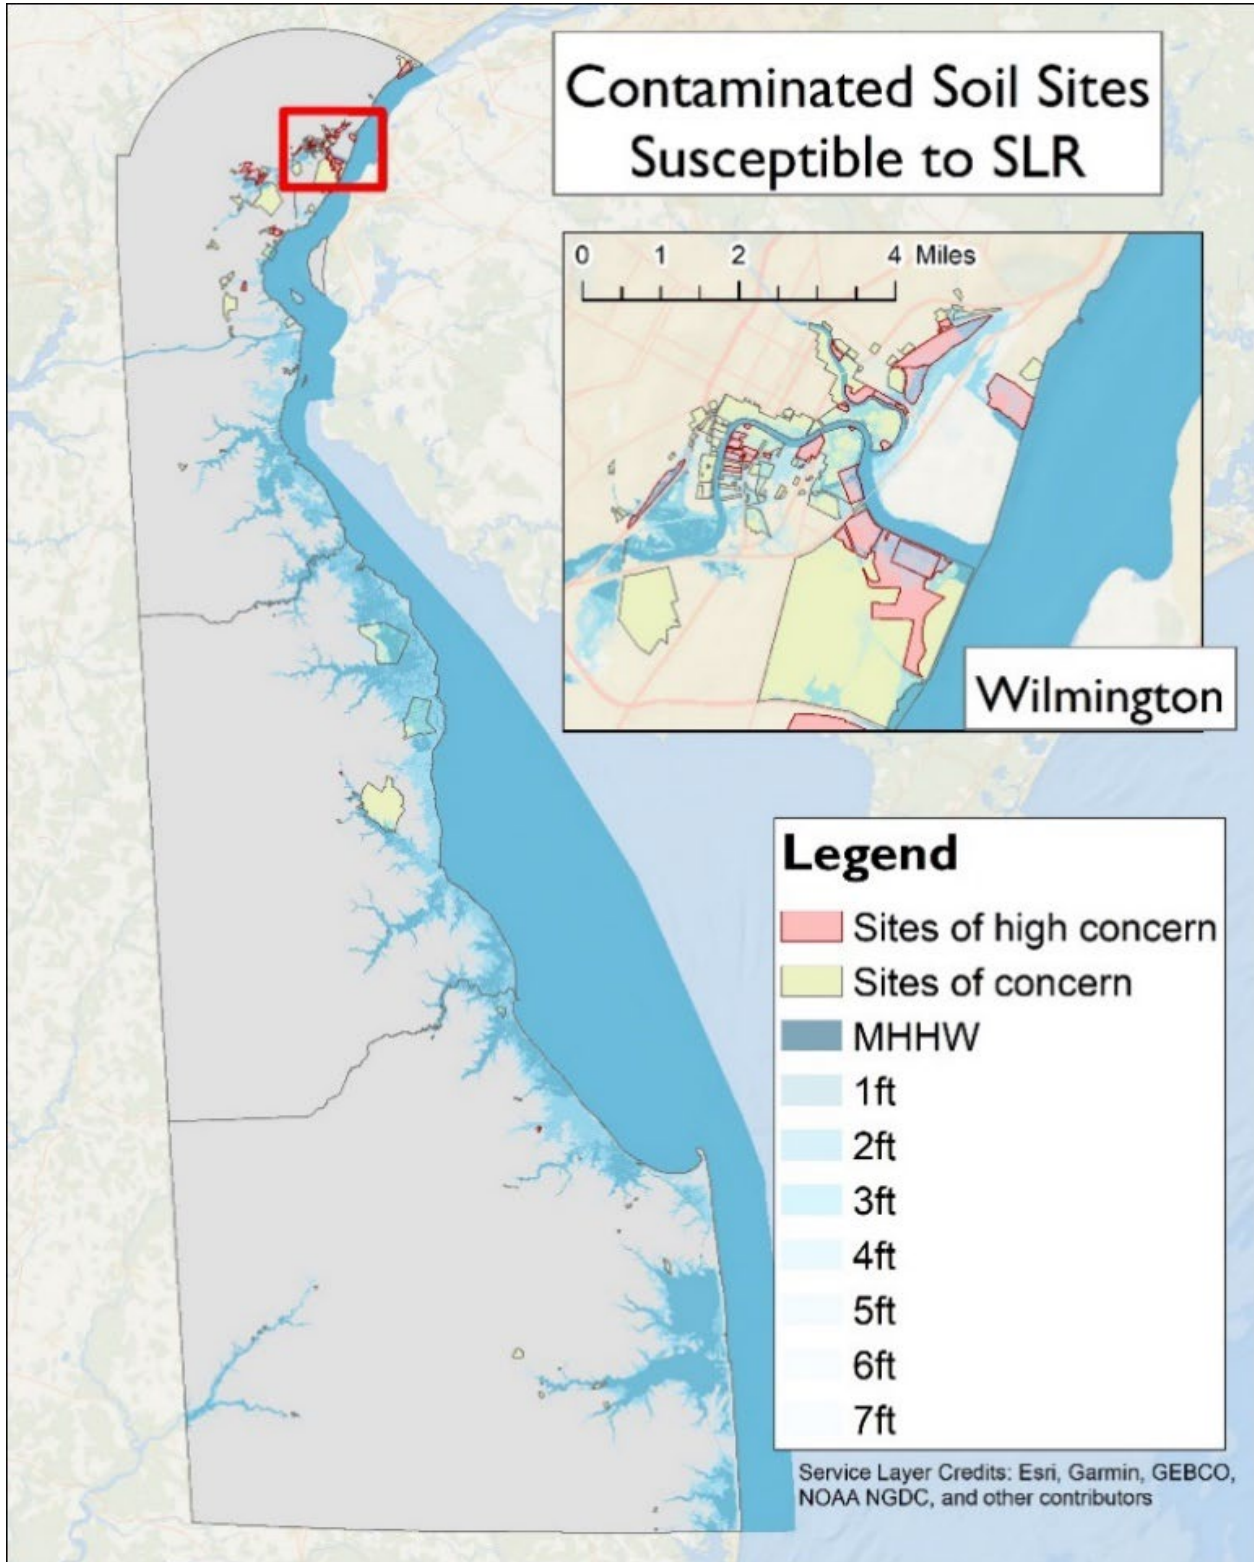 Contaminated Soil Sites
Susceptible to SLR
0 1 2 4 Miles
Wilmington
Legend
Sites of high concern
Sites of concern
MHHW
1ft
2ft
3ft
4ft
5ft
6ft
7ft
Service Layer Credits: Esri, Garmin, GEBCO,
NOAA NGDC, and other contributors